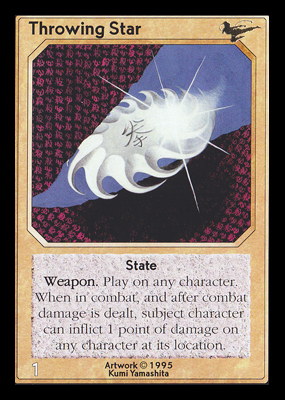 Throwing Star
State
Weapon. Play on any character.
When in combat, and after combat
damage is dealt, subject character
can inflict 1 point of damage on
any character at its location.
1
Artwork © 1995
Kumi Yamashita